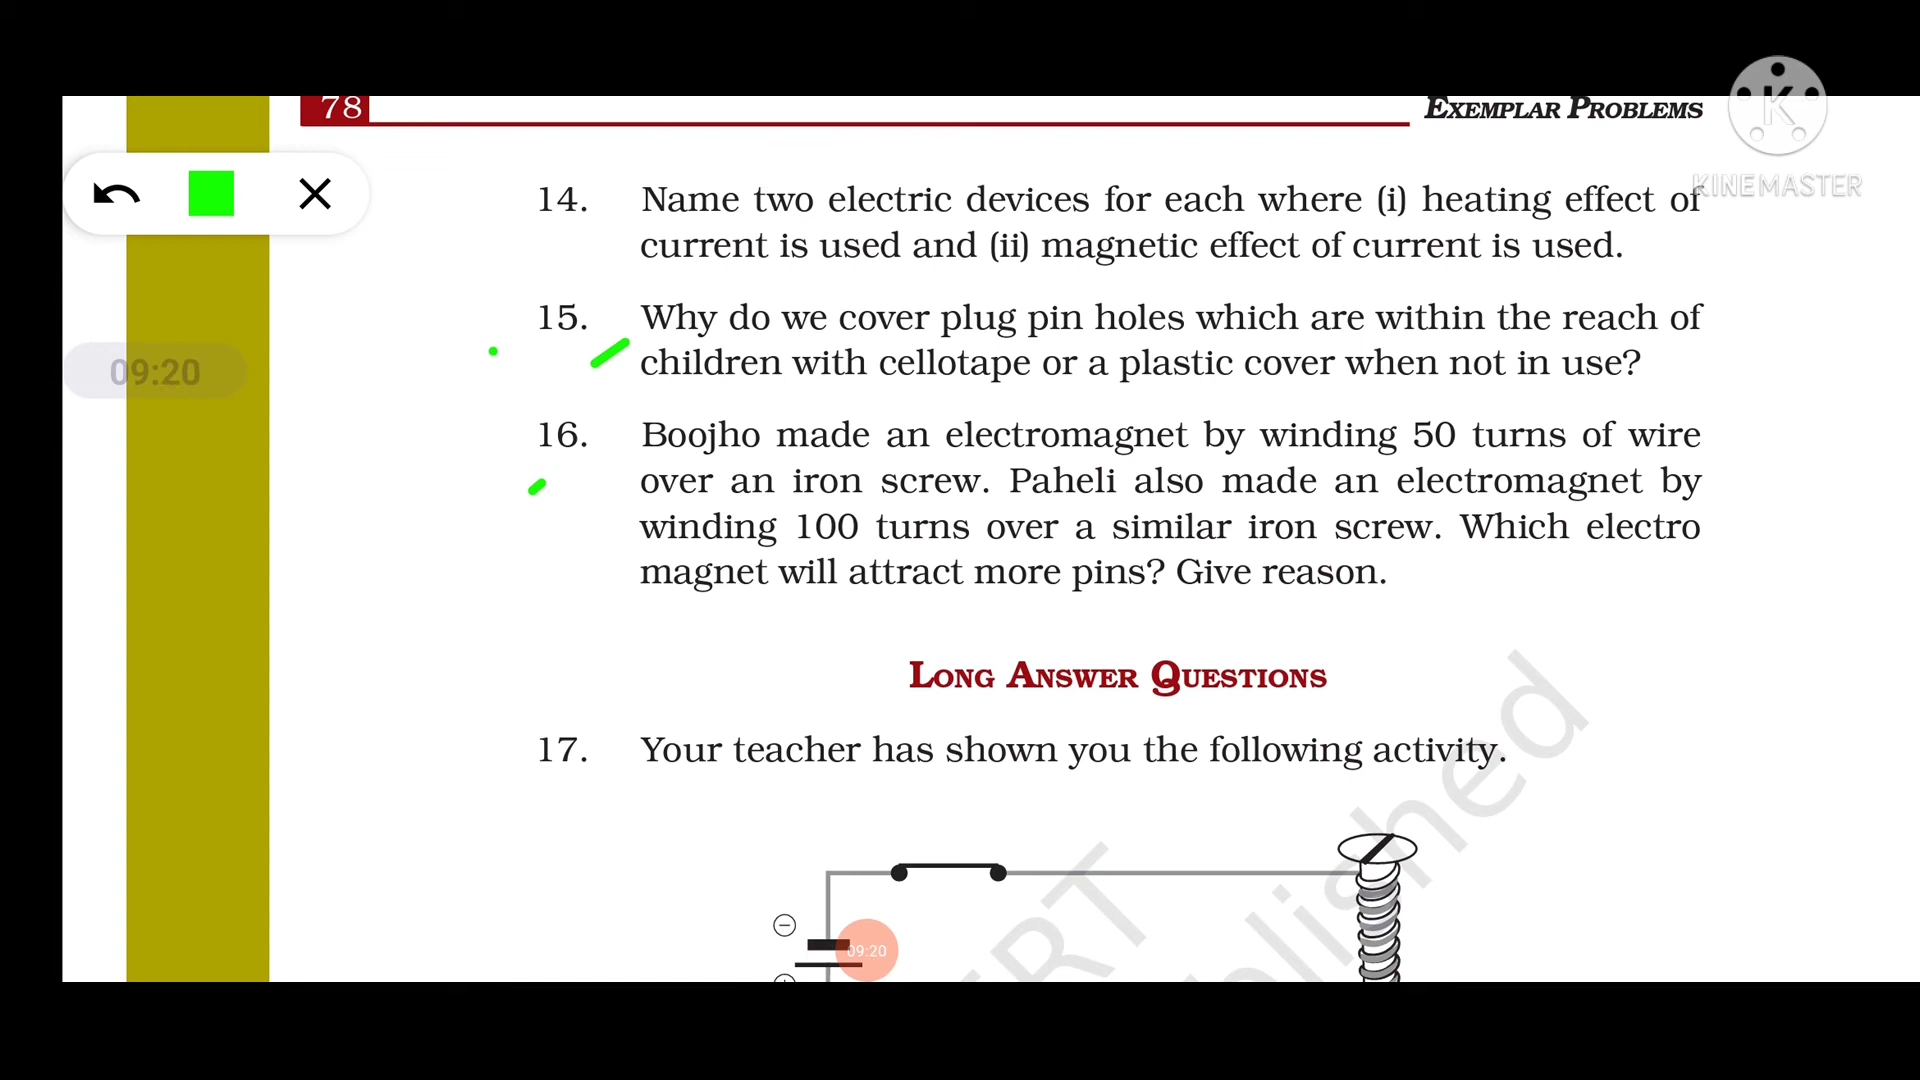 78
EXEMPLAR PROBLEMS
K
KINEMASTER
14. Name two electric devices for each where (i) heating effect of
current is used and (ii) magnetic effect of current is used.
15. Why do we cover plug pin holes which are within the reach of
children with cellotape or a plastic cover when not in use?
09:20
16. Boojho made an electromagnet by winding 50 turns of wire
over an iron screw. Paheli also made an electromagnet by
winding 100 turns over a similar iron screw. Which electro
magnet will attract more pins? Give reason.
LONG ANSWER QUESTIONS
17. Your teacher has shown you the following activity.
09:20